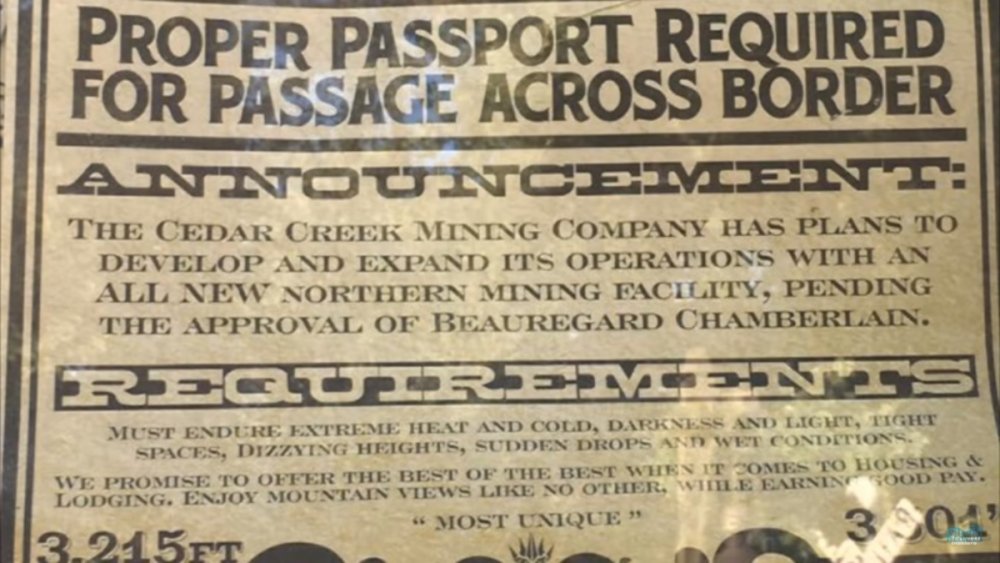 PROPER PASSPORT REQUIRED
FOR PASSAGE ACROSS BORDER
ANNOUNCEMENT:
THE CEDAR CREEK MINING COMPANY HAS PLANS TO
DEVELOP AND EXPAND ITS OPERATIONS WITH AN
ALL NEW NORTHERN MINING FACILITY, PENDING
THE APPROVAL OF BEAUREGARD CHAMBERLAIN.
REQUIREMENTS
MUST ENDURE EXTREME HEAT AND COLD, DARKNESS AND LIGHT, TIGHT
SPACES, DIZZYING HEIGHTS, SUDDEN DROPS AND WET CONDITIONS.
WE PROMISE TO OFFER THE BEST OF THE BEST WHEN IT COMES TO HOUSING &
LODGING. ENJOY MOUNTAIN VIEWS LIKE NO OTHER, WHILE EARNING GOOD PAY.
“ MOST UNIQUE ”
3,215FT